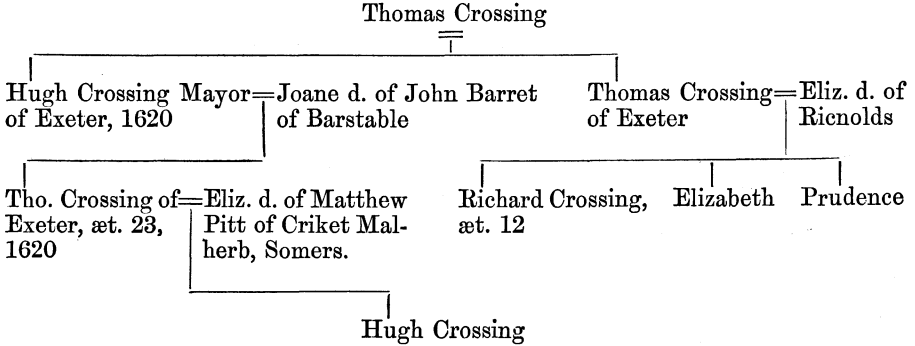 Thomas Crossing
Hugh Crossing Mayor=Joane d. of John Barret
of Exeter, 1620 of Barstable
Thomas Crossing=Eliz. d. of
of Exeter Ricnolds
Tho. Crossing of=Eliz. d. of Matthew
Exeter, æt. 23, Pitt of Criket Mal-
1620 herb, Somers.
Richard Crossing, Elizabeth Prudence
æt. 12
Hugh Crossing